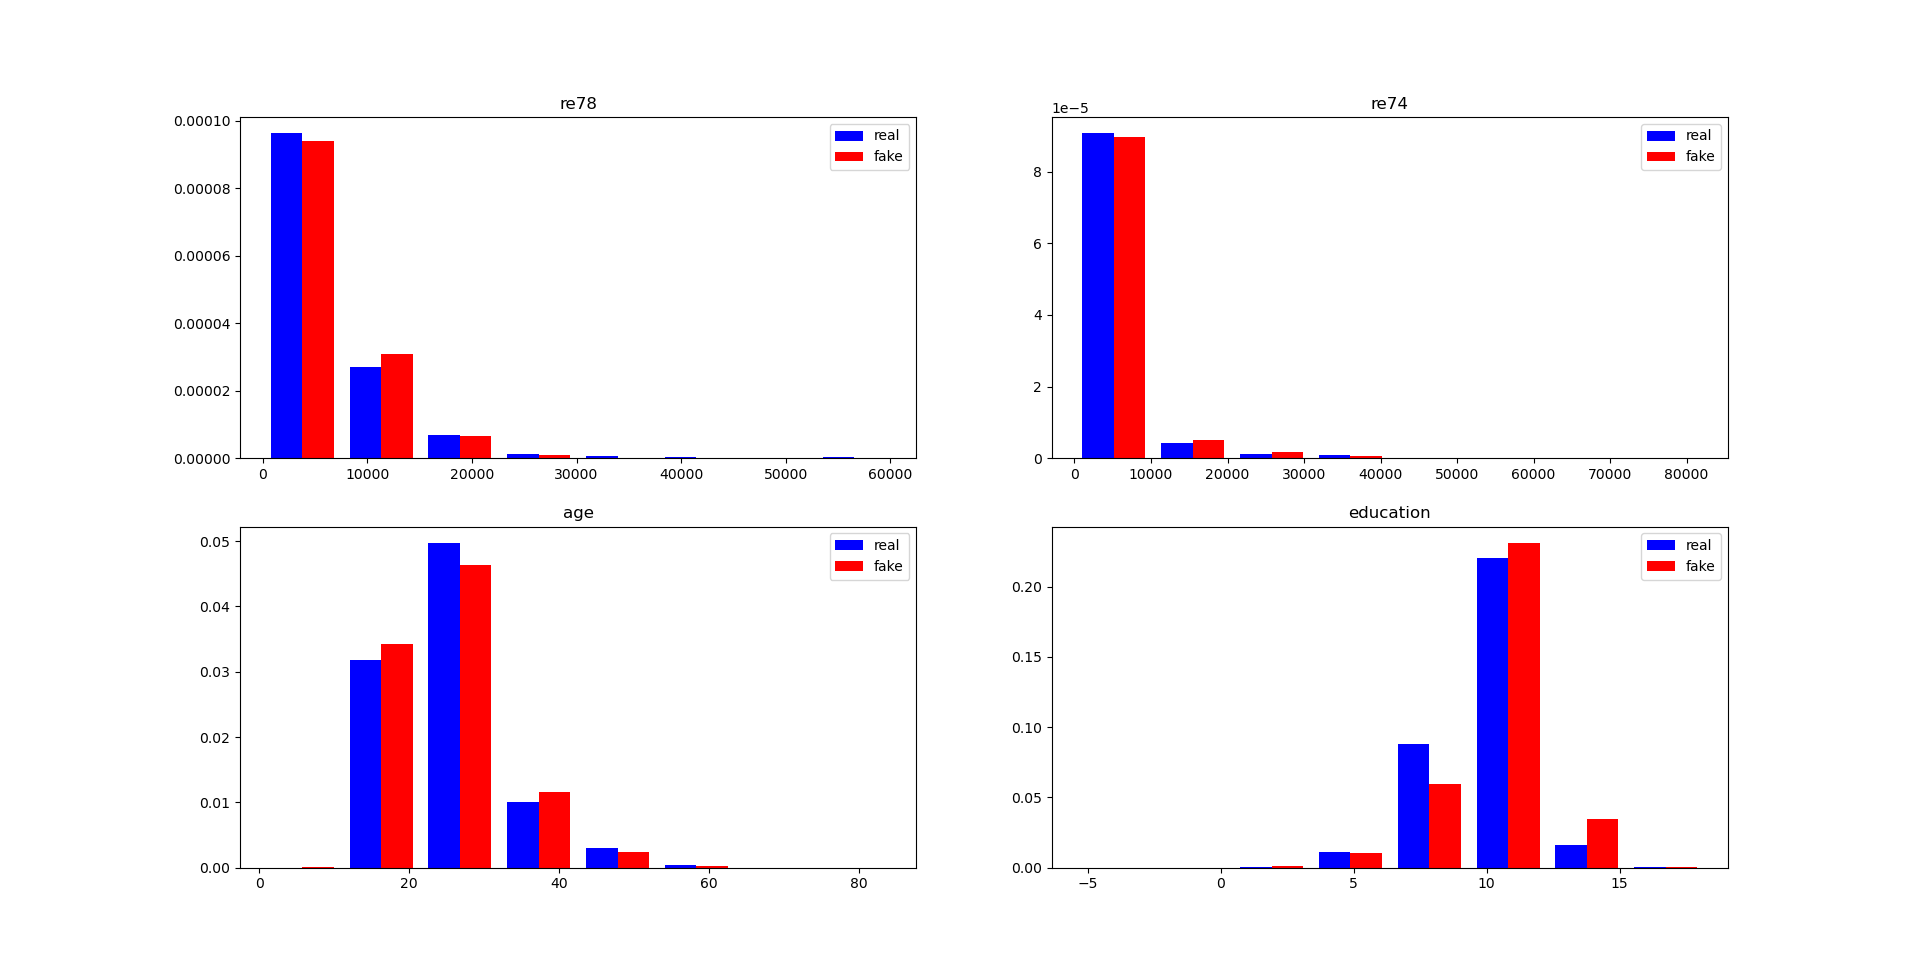 re78
0.00010
0.00008
0.00006
0.00004
0.00002
0.00000
0 10000 20000 30000 40000 50000 60000
real
fake
re74
1e−5
8
6
4
2
0
0 10000 20000 30000 40000 50000 60000 70000 80000
real
fake
age
0.05
0.04
0.03
0.02
0.01
0.00
0 20 40 60 80
real
fake
education
0.20
0.15
0.10
0.05
0.00
−5 0 5 10 15
real
fake